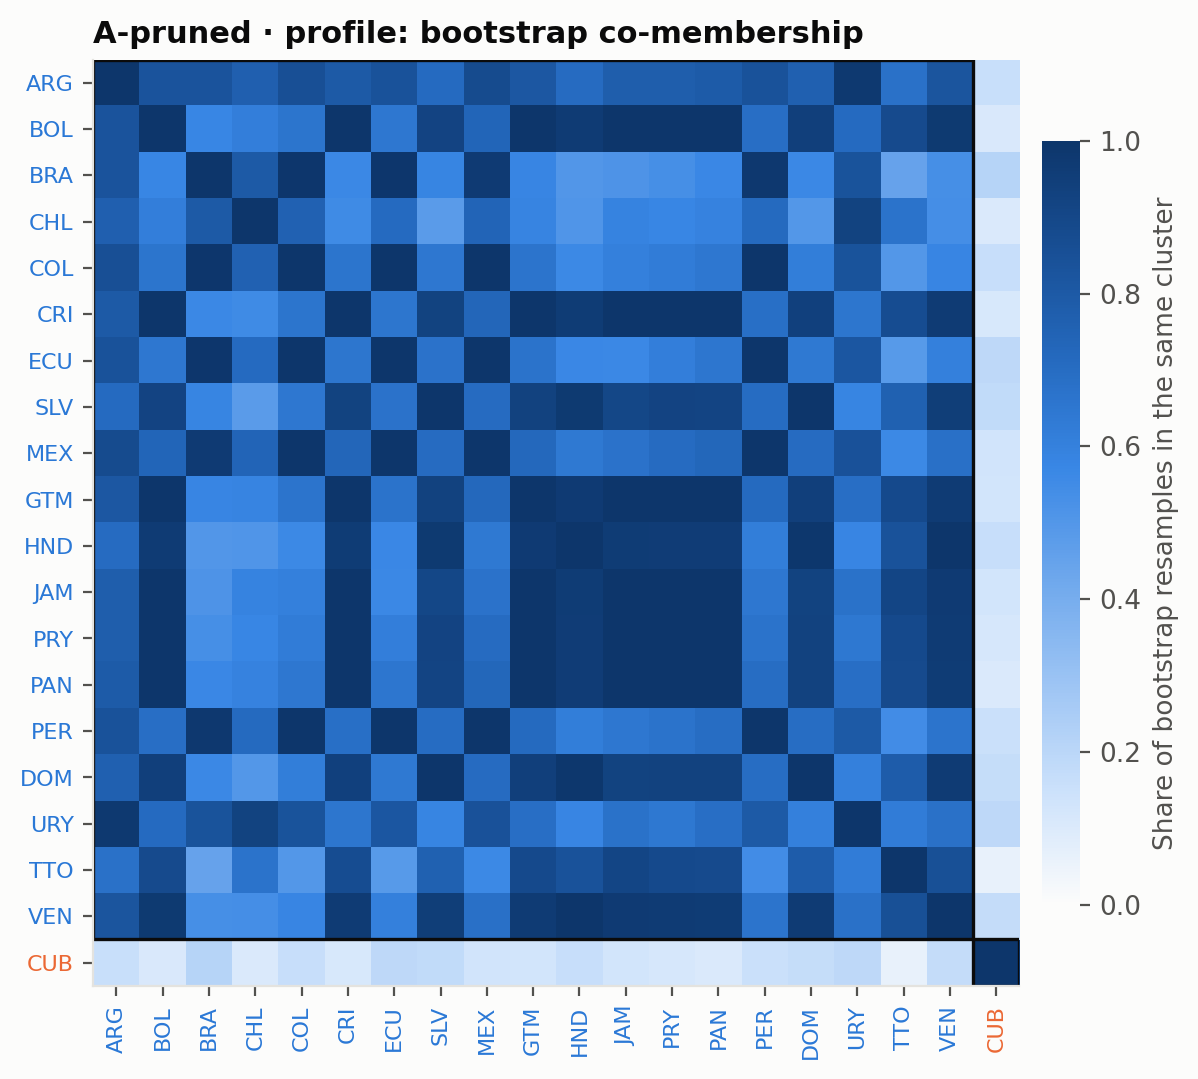 A-pruned · profile: bootstrap co-membership
ARG
BOL
BRA
CHL
COL
CRI
ECU
SLV
MEX
GTM
HND
JAM
PRY
PAN
PER
DOM
URY
TTO
VEN
CUB
ARG BOL BRA CHL COL CRI ECU SLV MEX GTM HND JAM PRY PAN PER DOM URY TTO VEN CUB
1.0
0.8
0.6
0.4
0.2
0.0
Share of bootstrap resamples in the same cluster